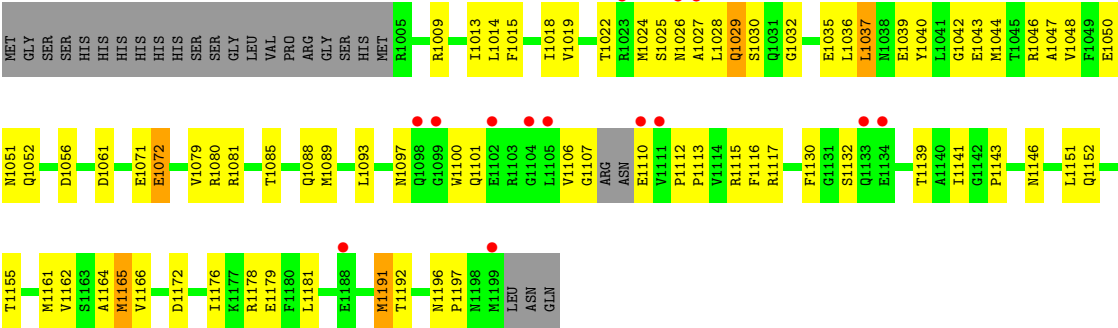 MET GLY SER SER HIS HIS HIS HIS HIS HIS SER SER GLY LEU VAL PRO ARG GLY SER HIS MET R1005 R1009 I1013 L1014 F1015 I1018 V1019 T1022 R1023 M1024 S1025 N1026 A1027 L1028 Q1029 S1030 Q1031 G1032 E1035 L1036 L1037 N1038 E1039 Y1040 L1041 G1042 E1043 M1044 T1045 R1046 A1047 V1048 F1049 E1050
N1051 Q1052 D1056 D1061 E1071 E1072 V1079 R1080 R1081 T1085 Q1088 M1089 L1093 N1097 Q1098 G1099 W1100 Q1101 E1102 R1103 G1104 L1105 V1106 G1107 ARG ASN E1110 V1111 P1112 P1113 V1114 R1115 F1116 R1117 F1130 G1131 S1132 Q1133 E1134 T1139 A1140 I1141 G1142 P1143 N1146 L1151 Q1152
T1155 M1161 V1162 S1163 A1164 M1165 V1166 D1172 I1176 K1177 R1178 E1179 F1180 L1181 E1188 M1191 T1192 N1196 P1197 N1198 M1199 LEU ASN GLN